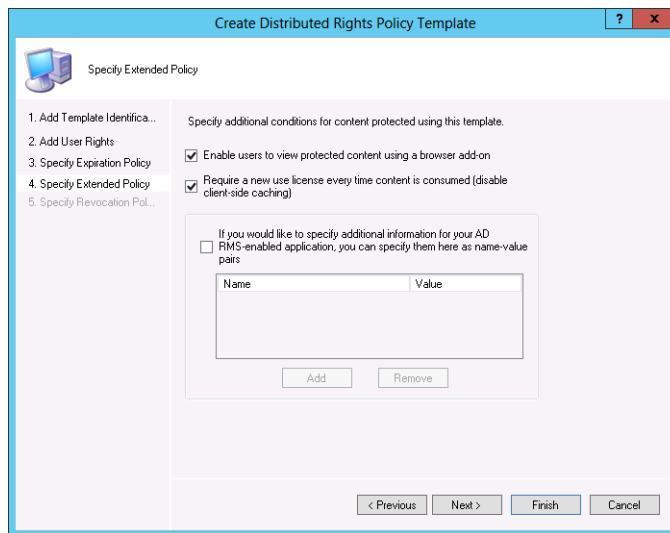 Create Distributed Rights Policy Template
? x
Specify Extended Policy
1. Add Template Identifica...
2. Add User Rights
3. Specify Expiration Policy
4. Specify Extended Policy
5. Specify Revocation Pol...
Specify additional conditions for content protected using this template.
Enable users to view protected content using a browser add-on
Require a new use license every time content is consumed (disable
client-side caching)
If you would like to specify additional information for your AD
RMS-enabled application, you can specify them here as name-value
pairs
Name Value
Add Remove
< Previous Next > Finish Cancel